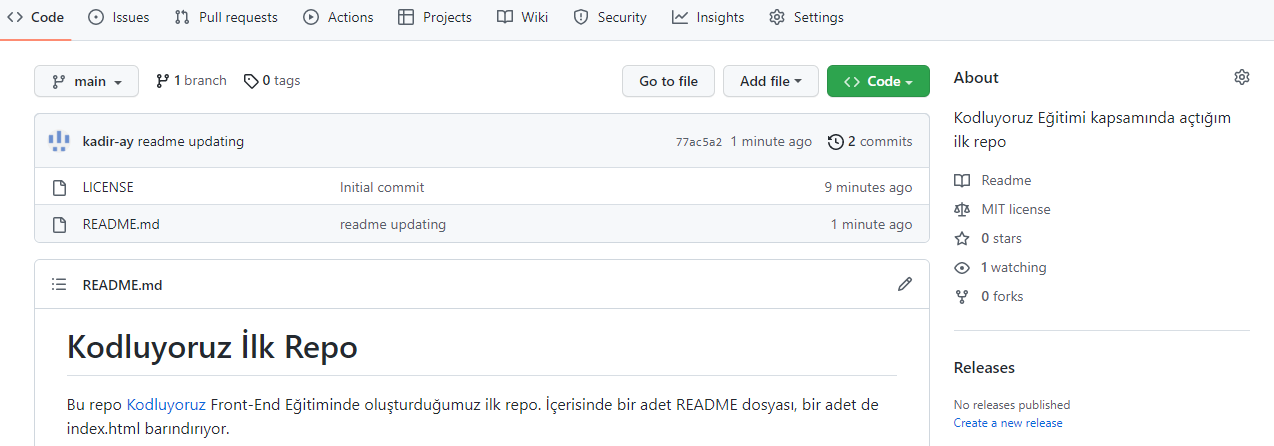 Code Issues Pull requests Actions Projects Wiki Security Insights Settings
main 1 branch 0 tags Go to file Add file Code
kadir-ay readme updating 77ac5a2 1 minute ago 2 commits
LICENSE Initial commit 9 minutes ago
README.md readme updating 1 minute ago
README.md
Kodluyoruz İlk Repo
Bu repo Kodluyoruz Front-End Eğitiminde oluşturduğumuz ilk repo. İçerisinde bir adet README dosyası, bir adet de
index.html barındırıyor.
About
Kodluyoruz Eğitimi kapsamında açtığım
ilk repo
Readme
MIT license
0 stars
1 watching
0 forks
Releases
No releases published
Create a new release